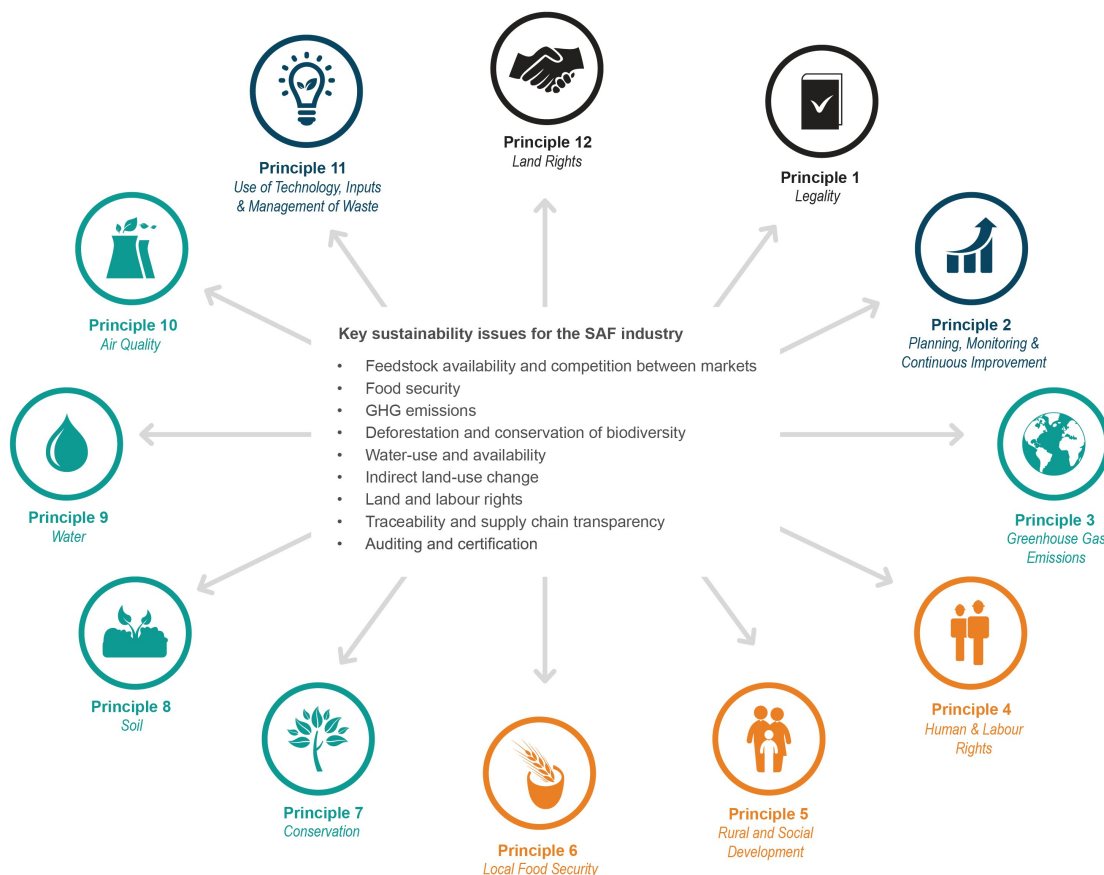 Principle 12
Land Rights
Principle 1
Legality
Principle 2
Planning, Monitoring &
Continuous Improvement
Principle 3
Greenhouse Gas
Emissions
Principle 4
Human & Labour
Rights
Principle 5
Rural and Social
Development
Principle 6
Local Food Security
Principle 7
Conservation
Principle 8
Soil
Principle 9
Water
Principle 10
Air Quality
Principle 11
Use of Technology, Inputs
& Management of Waste
Key sustainability issues for the SAF industry
• Feedstock availability and competition between markets
• Food security
• GHG emissions
• Deforestation and conservation of biodiversity
• Water-use and availability
• Indirect land-use change
• Land and labour rights
• Traceability and supply chain transparency
• Auditing and certification